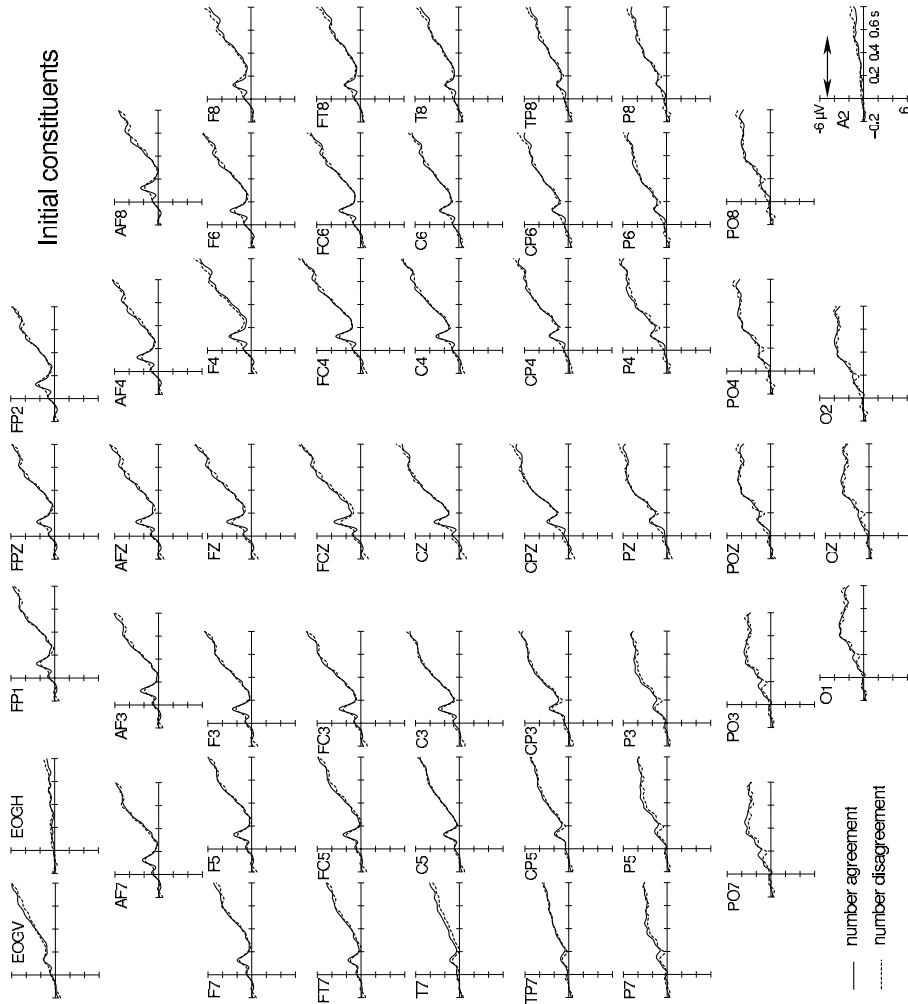 Initial constituents
EOGV EOGH FP1 FPZ FP2
AF7 AF3 AFZ AF4 AF8
F7 F5 F3 FZ F4 F6 F8
FT7 FC5 FC3 FCZ FC4 FC6 FT8
T7 C5 C3 CZ C4 C6 T8
TP7 CP5 CP3 CPZ CP4 CP6 TP8
P7 P5 P3 PZ P4 P6 P8
PO7 PO3 POZ PO4 PO8
O1 OZ O2
-6 µV
A2
−0.2 0.2 0.4 0.6 s
6
number agreement
number disagreement